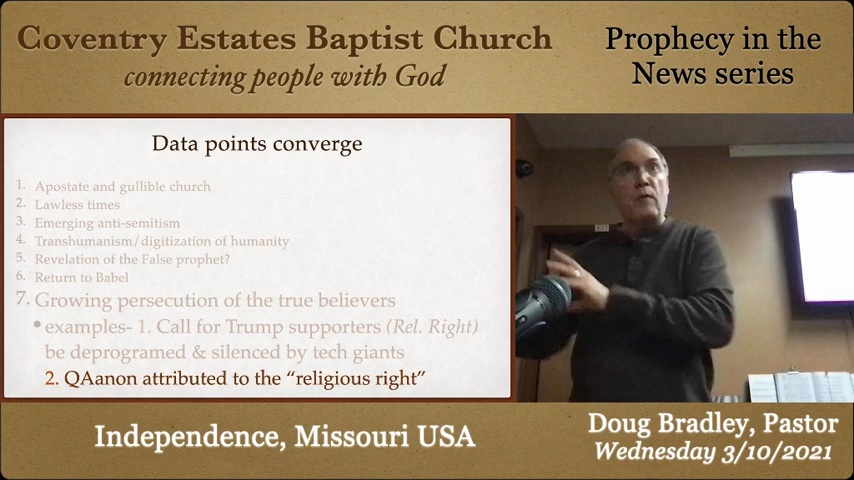 Coventry Estates Baptist Church
connecting people with God
Prophecy in the
News series
Data points converge
1. Apostate and gullible church
2. Lawless times
3. Emerging anti-semitism
4. Transhumanism/digitization of humanity
5. Revelation of the False prophet?
6. Return to Babel
7. Growing persecution of the true believers
• examples- 1. Call for Trump supporters (Rel. Right)
be deprogramed & silenced by tech giants
2. QAanon attributed to the “religious right”
Independence, Missouri USA
Doug Bradley, Pastor
Wednesday 3/10/2021